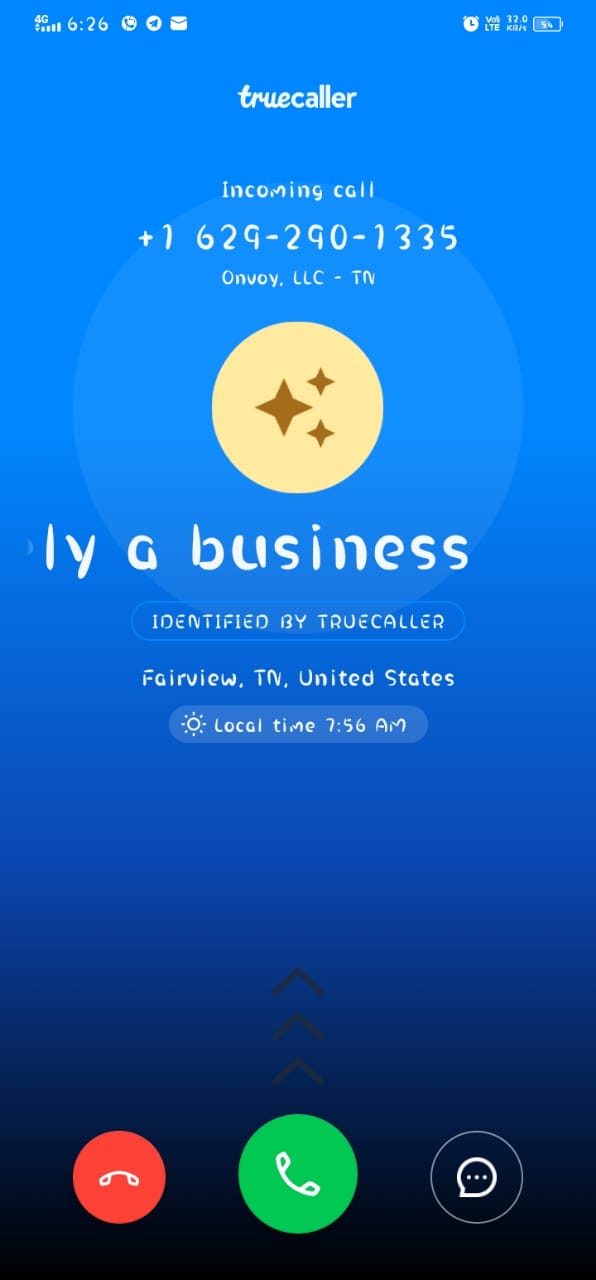 4G 6:26 Vo) LTE 32.0 KB/s 54
truecaller
Incoming call
+1 629-290-1335
Onvoy, LLC - TN
ly a business
IDENTIFIED BY TRUECALLER
Fairview, TN, United States
Local time 7:56 AM